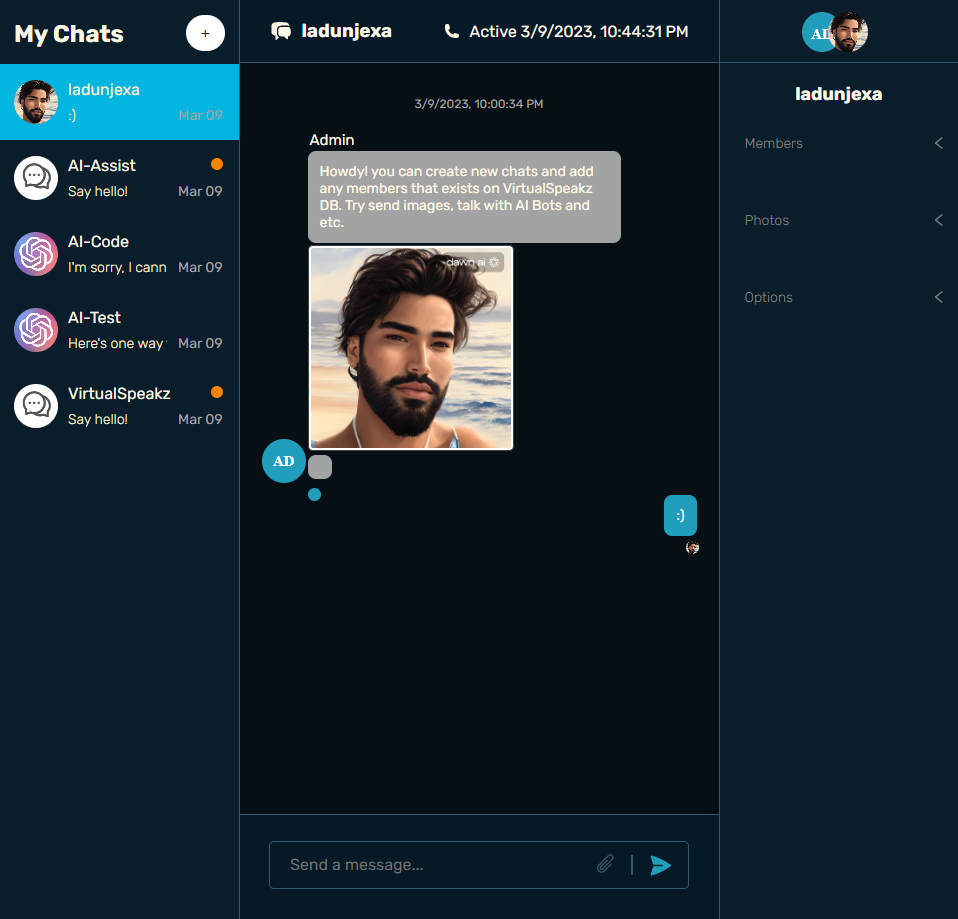 My Chats
+
ladunjexa
:)
Mar 09
AI-Assist
Say hello!
Mar 09
AI-Code
I'm sorry, I cann
Mar 09
AI-Test
Here's one way
Mar 09
VirtualSpeakz
Say hello!
Mar 09
ladunjexa
Active 3/9/2023, 10:44:31 PM
3/9/2023, 10:00:34 PM
Admin
Howdy! you can create new chats and add
any members that exists on VirtualSpeakz
DB. Try send images, talk with AI Bots and
etc.
dawn ai
AD
:)
Send a message...
AD
ladunjexa
Members
Photos
Options